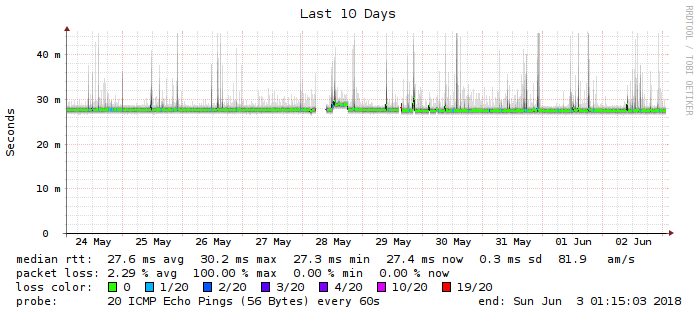 Last 10 Days
RRDTOOL / TOBI OETIKER
Seconds
40 m
30 m
20 m
10 m
0
24 May 25 May 26 May 27 May 28 May 29 May 30 May 31 May 01 Jun 02 Jun
median rtt: 27.6 ms avg 30.2 ms max 27.3 ms min 27.4 ms now 0.3 ms sd 81.9 am/s
packet loss: 2.29 % avg 100.00 % max 0.00 % min 0.00 % now
loss color: 0 1/20 2/20 3/20 4/20 10/20 19/20
probe: 20 ICMP Echo Pings (56 Bytes) every 60s end: Sun Jun 3 01:15:03 2018